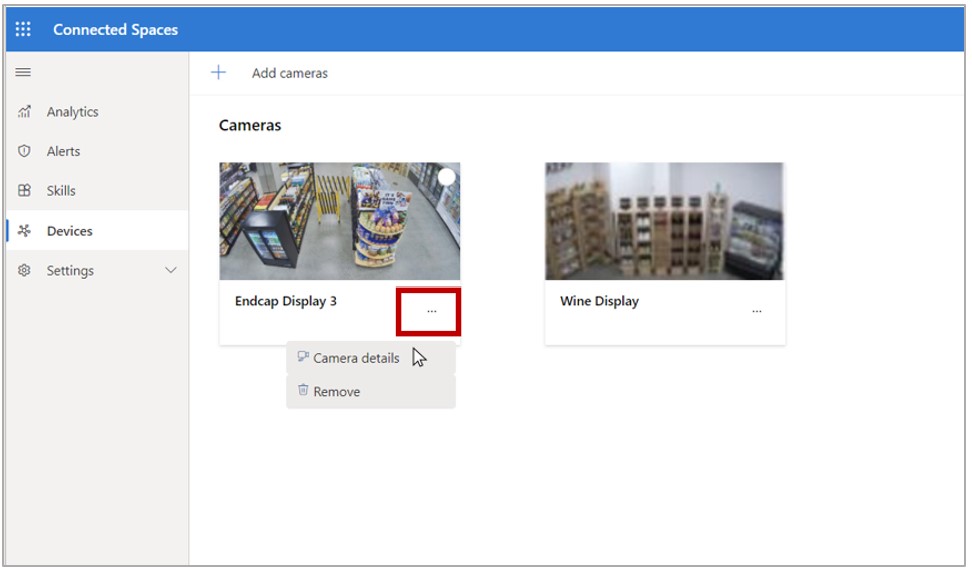 Connected Spaces
Add cameras
Analytics
Alerts
Skills
Devices
Settings
Cameras
Endcap Display 3
...
Wine Display
...
Camera details
Remove